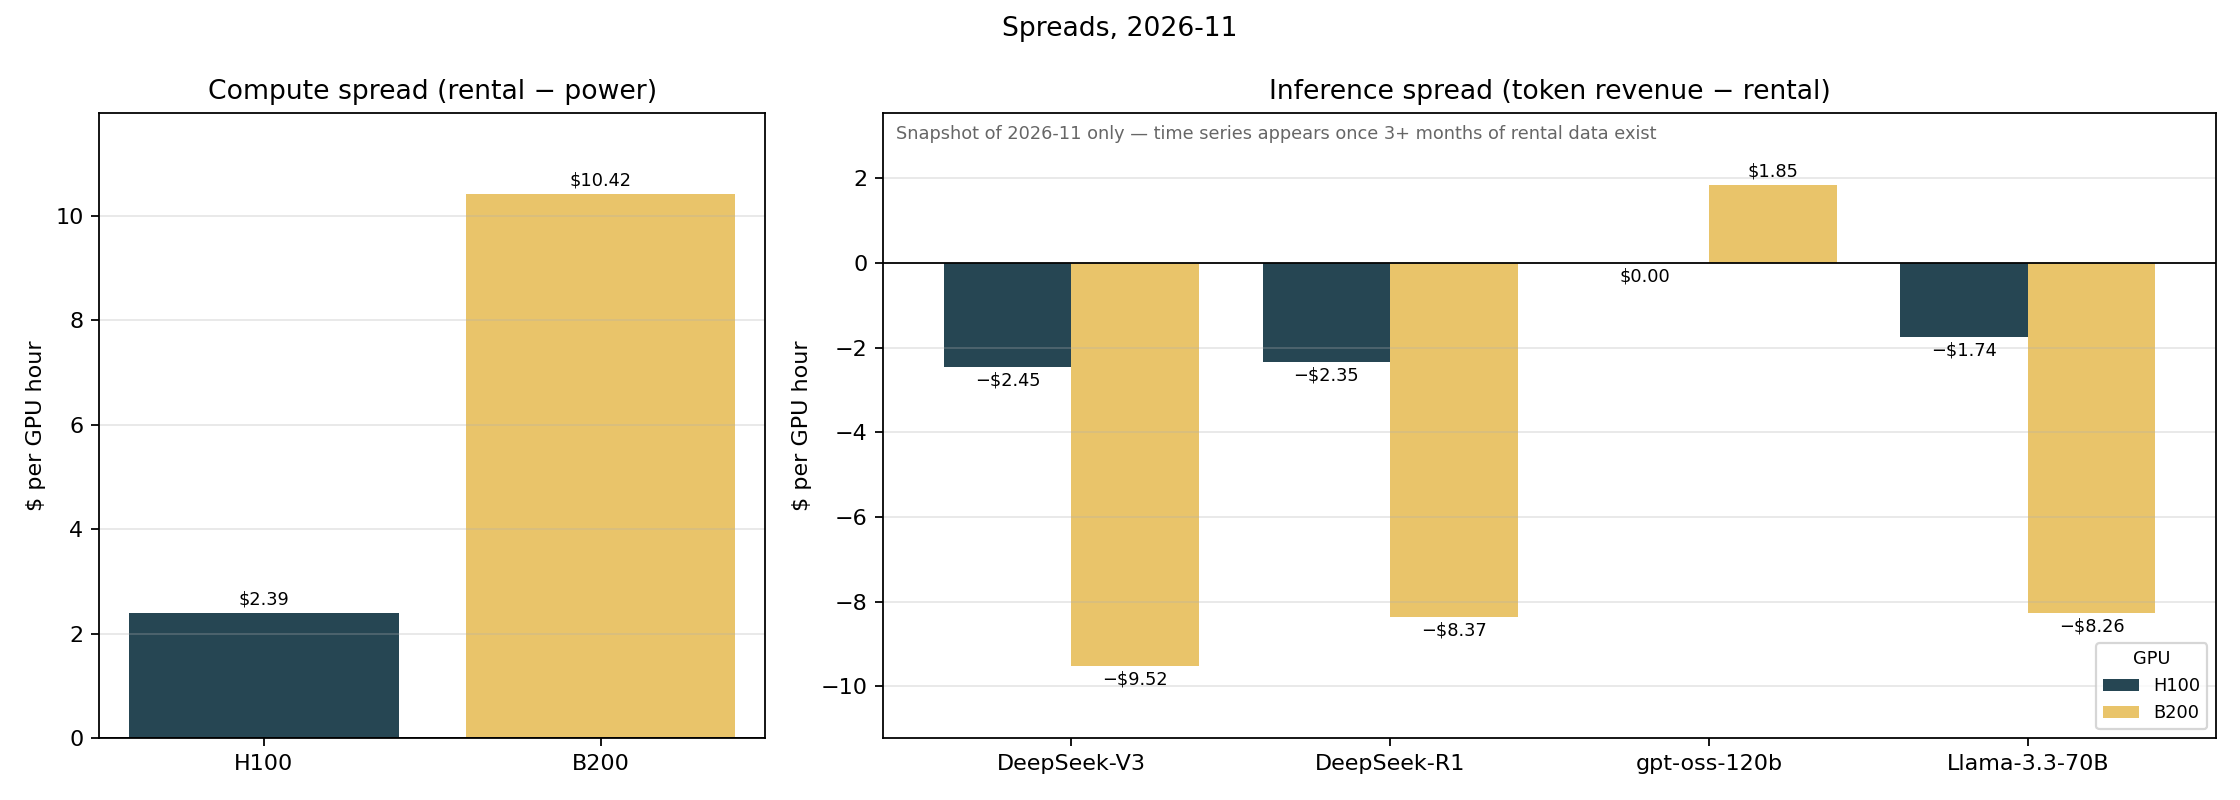 Spreads, 2026-11
Compute spread (rental − power)
$ per GPU hour
10
8
6
4
2
0
$2.39
$10.42
H100
B200
Inference spread (token revenue − rental)
Snapshot of 2026-11 only — time series appears once 3+ months of rental data exist
$ per GPU hour
2
0
−2
−4
−6
−8
−10
−$2.45
−$9.52
−$2.35
−$8.37
$0.00
$1.85
−$1.74
−$8.26
DeepSeek-V3
DeepSeek-R1
gpt-oss-120b
Llama-3.3-70B
GPU
H100
B200